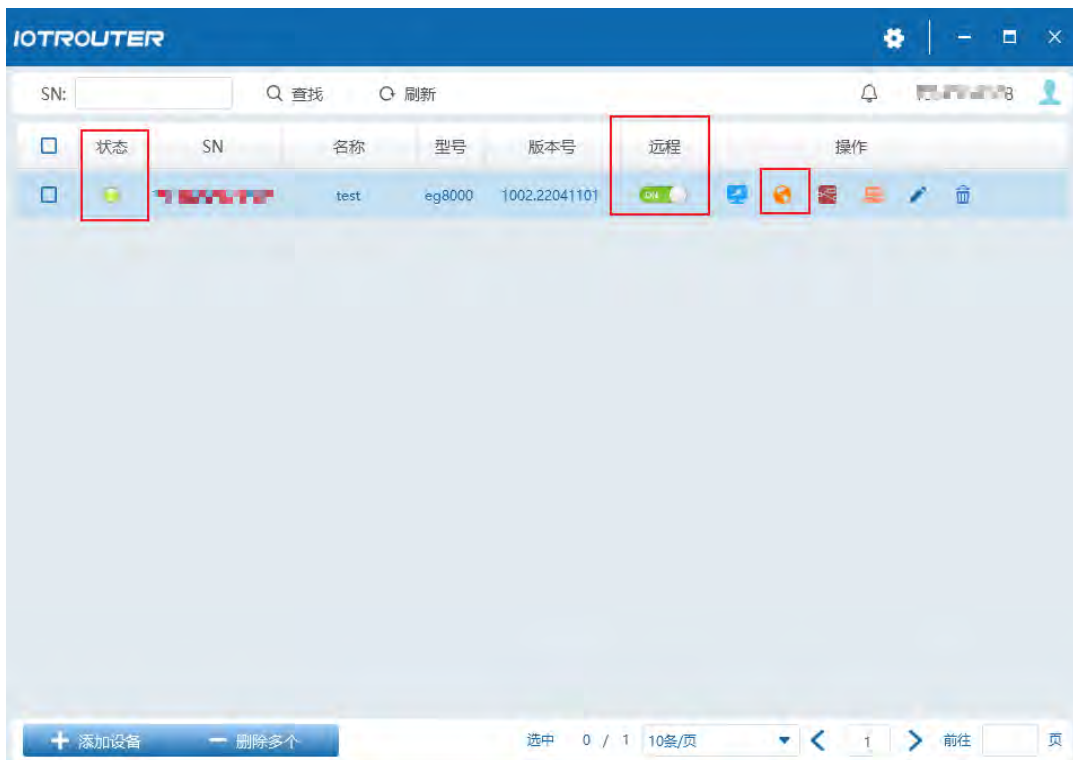 IOTROUTER
SN: 查找 刷新 8
状态 SN 名称 型号 版本号 远程 操作
test eg8000 1002.22041101 ON
添加设备 删除多个 选中 0 / 1 10条/页 1 前往 页